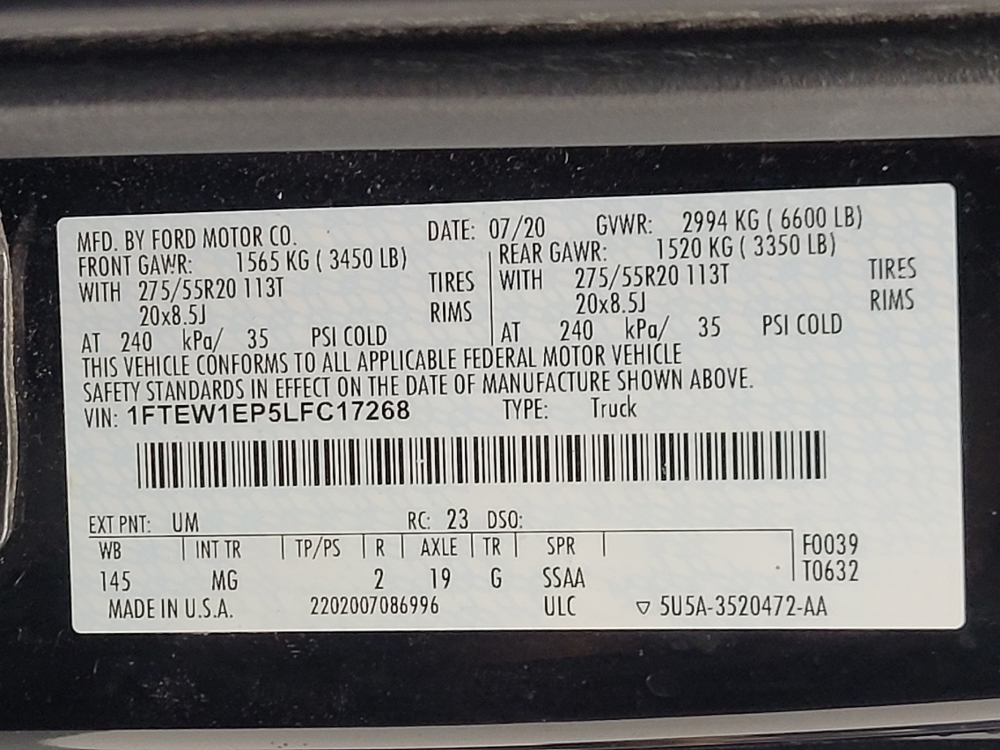 MFD. BY FORD MOTOR CO. DATE: 07/20 GVWR: 2994 KG ( 6600 LB)
FRONT GAWR: 1565 KG ( 3450 LB) REAR GAWR: 1520 KG ( 3350 LB)
WITH 275/55R20 113T TIRES WITH 275/55R20 113T TIRES
20x8.5J RIMS 20x8.5J RIMS
AT 240 kPa/ 35 PSI COLD AT 240 kPa/ 35 PSI COLD
THIS VEHICLE CONFORMS TO ALL APPLICABLE FEDERAL MOTOR VEHICLE
SAFETY STANDARDS IN EFFECT ON THE DATE OF MANUFACTURE SHOWN ABOVE.
VIN: 1FTEW1EP5LFC17268 TYPE: Truck
EXT PNT: UM RC: 23 DSO:
WB INT TR TP/PS R AXLE TR SPR F0039
145 MG 2 19 G SSAA T0632
MADE IN U.S.A. 2202007086996 ULC ▽ 5U5A-3520472-AA